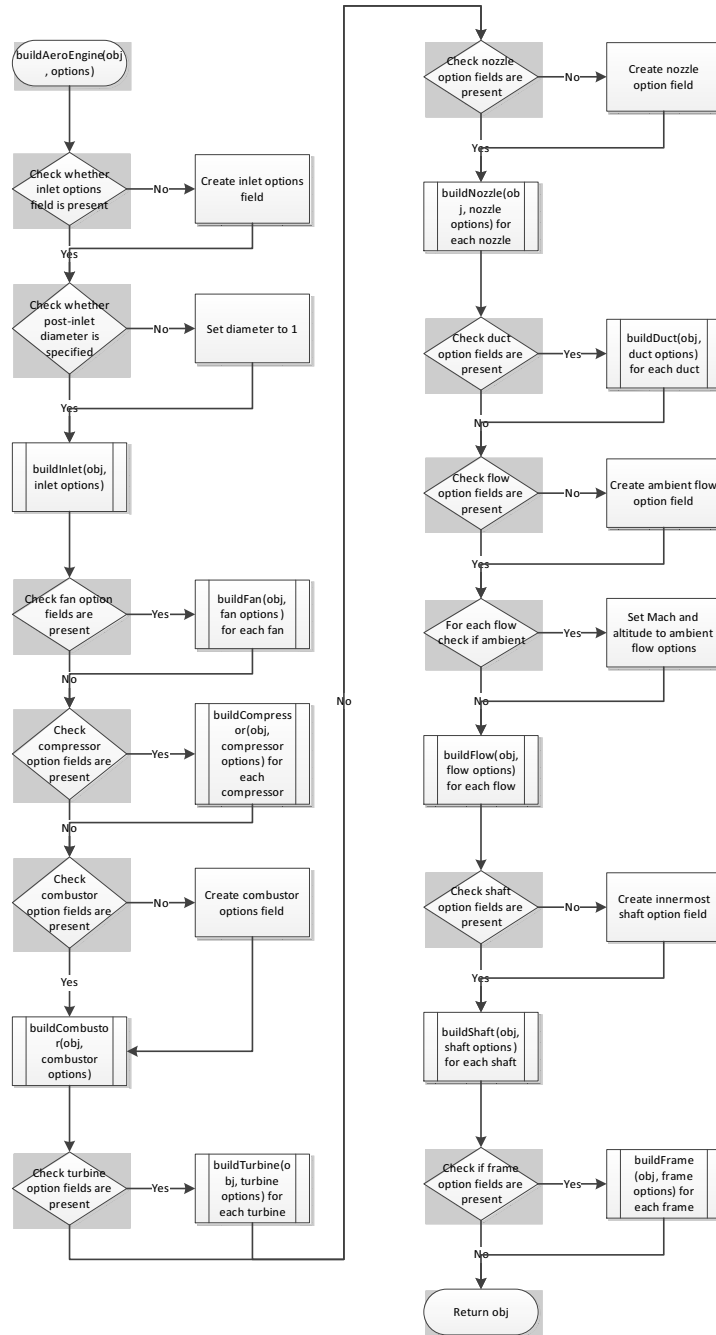 buildAeroEngine(obj
, options)
Check whether
inlet options
field is present
No
Create inlet options
field
Yes
Check whether
post-inlet
diameter is
specified
No
Set diameter to 1
Yes
buildInlet(obj,
inlet options)
Check fan option
fields are
present
Yes
buildFan(obj,
fan options)
for each fan
No
Check
compressor
option fields are
present
Yes
buildCompress
or(obj,
compressor
options) for
each
compressor
No
Check
combustor
option fields are
present
No
Create combustor
options field
Yes
buildCombusto
r(obj,
combustor
options)
Check turbine
option fields are
present
Yes
buildTurbine(o
bj, turbine
options) for
each turbine
No
Check nozzle
option fields are
present
No
Create nozzle
option field
Yes
buildNozzle(ob
j, nozzle
options) for
each nozzle
Check duct
option fields are
present
Yes
buildDuct(obj,
duct options)
for each duct
No
Check flow
option fields are
present
No
Create ambient flow
option field
Yes
For each flow
check if ambient
Yes
Set Mach and
altitude to ambient
flow options
No
buildFlow(obj,
flow options)
for each flow
Check shaft
option fields are
present
No
Create innermost
shaft option field
Yes
buildShaft(obj,
shaft options)
for each shaft
Check if frame
option fields are
present
Yes
buildFrame
(obj, frame
options) for
each frame
No
Return obj